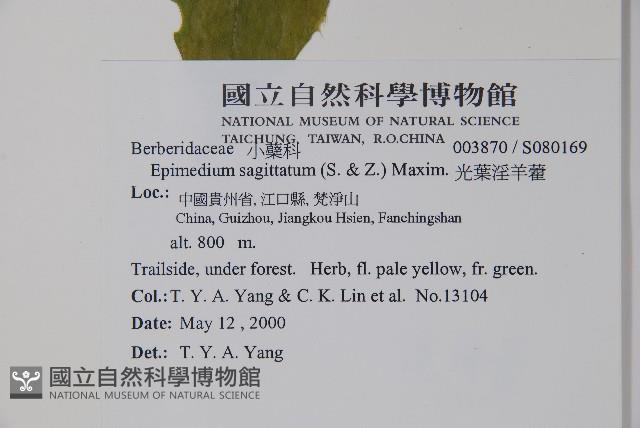 國立自然科學博物館
NATIONAL MUSEUM OF NATURAL SCIENCE
TAICHUNG, TAIWAN, R.O.CHINA
Berberidaceae 小蘗科 003870 / S080169
Epimedium sagittatum (S. & Z.) Maxim. 光葉淫羊藿
Loc.: 中國貴州省, 江口縣, 梵淨山
China, Guizhou, Jiangkou Hsien, Fanchingshan
alt. 800 m.
Trailside, under forest. Herb, fl. pale yellow, fr. green.
Col.: T. Y. A. Yang & C. K. Lin et al. No.13104
Date: May 12 , 2000
Det.: T. Y. A. Yang
國立自然科學博物館
NATIONAL MUSEUM OF NATURAL SCIENCE